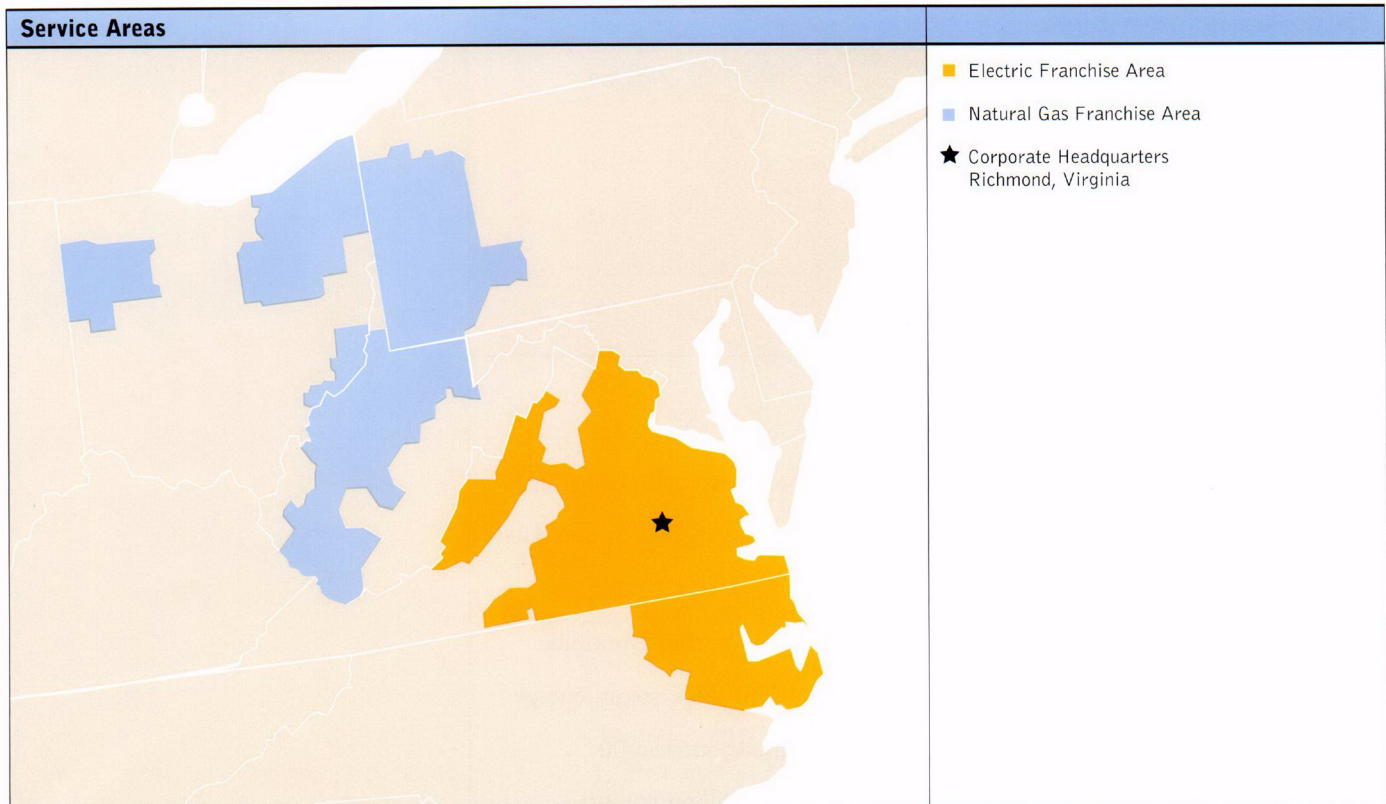 Service Areas
Electric Franchise Area
Natural Gas Franchise Area
Corporate Headquarters
Richmond, Virginia